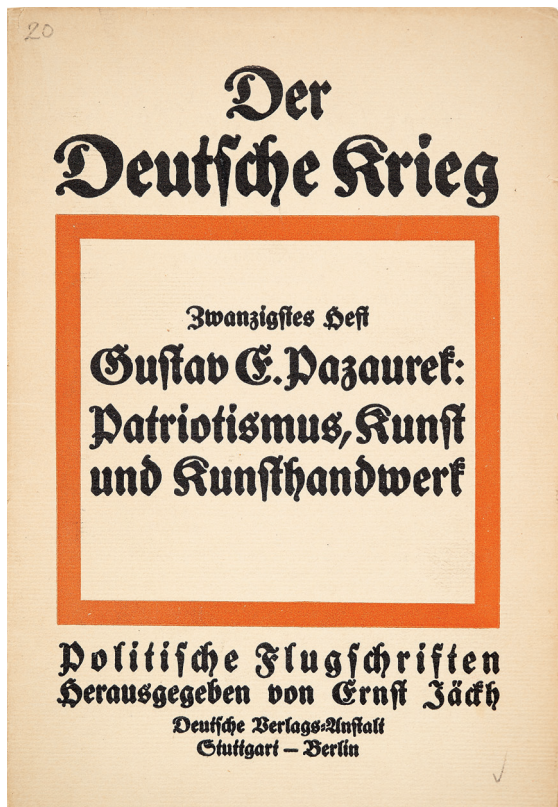 20
Der
Deutsche Krieg
Zwanzigstes Heft
Gustav E. Pazaurek:
Patriotismus, Kunst
und Kunsthandwerk
Politische Flugschriften
Herausgegeben von Ernst Jäckh
Deutsche Verlags-Anstalt
Stuttgart — Berlin